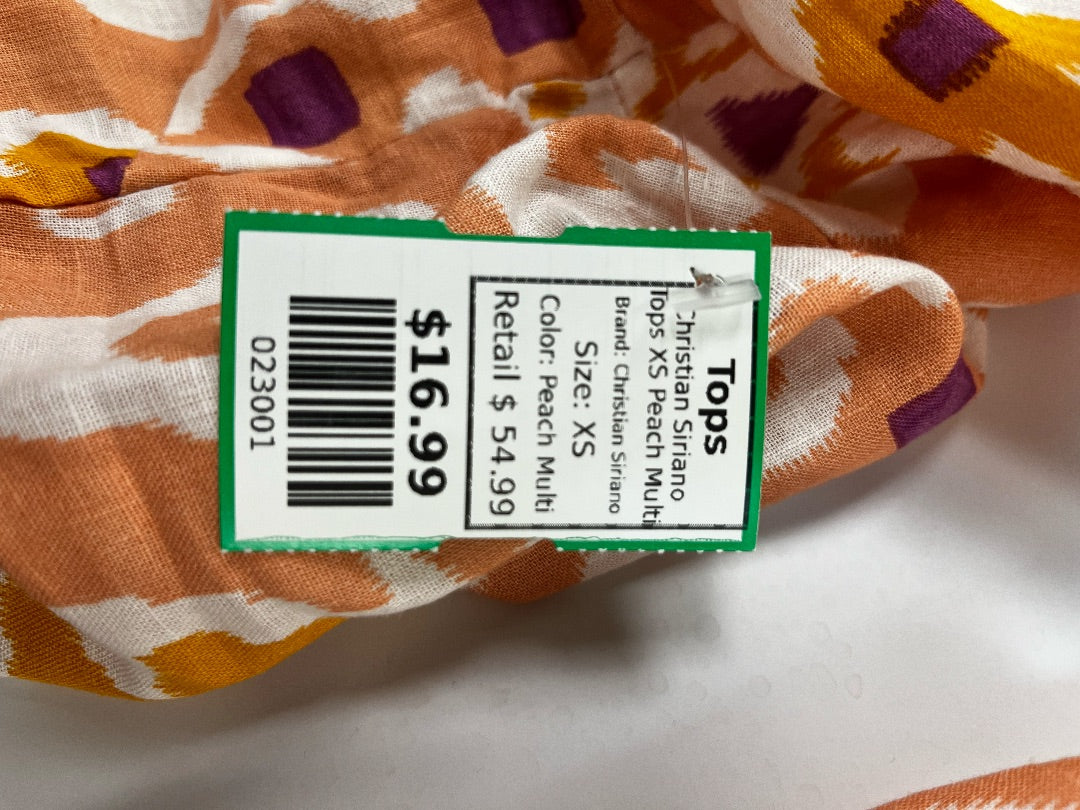 Tops
Christian Siriano
Tops XS Peach Multi
Brand: Christian Siriano
Size: XS
Color: Peach Multi
Retail $ 54.99
$16.99
023001